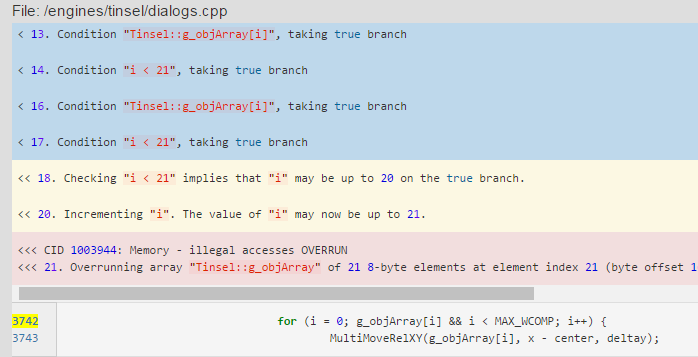 File: /engines/tinsel/dialogs.cpp
< 13. Condition "Tinsel::g_objArray[i]", taking true branch
< 14. Condition "i < 21", taking true branch
< 16. Condition "Tinsel::g_objArray[i]", taking true branch
< 17. Condition "i < 21", taking true branch
<< 18. Checking "i < 21" implies that "i" may be up to 20 on the true branch.
<< 20. Incrementing "i". The value of "i" may now be up to 21.
<<< CID 1003944: Memory - illegal accesses OVERRUN
<<< 21. Overrunning array "Tinsel::g_objArray" of 21 8-byte elements at element index 21 (byte offset 1
3742 for (i = 0; g_objArray[i] && i < MAX_WCOMP; i++) {
3743 MultiMoveRelXY(g_objArray[i], x - center, deltay);